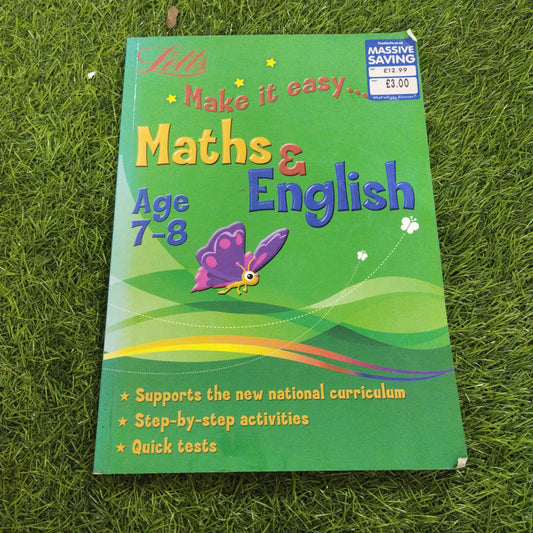 Letts
MASSIVE
SAVING
£12.99
£3.00
Make it easy...
Maths &
English
Age
7-8
★ Supports the new national curriculum
★ Step-by-step activities
★ Quick tests